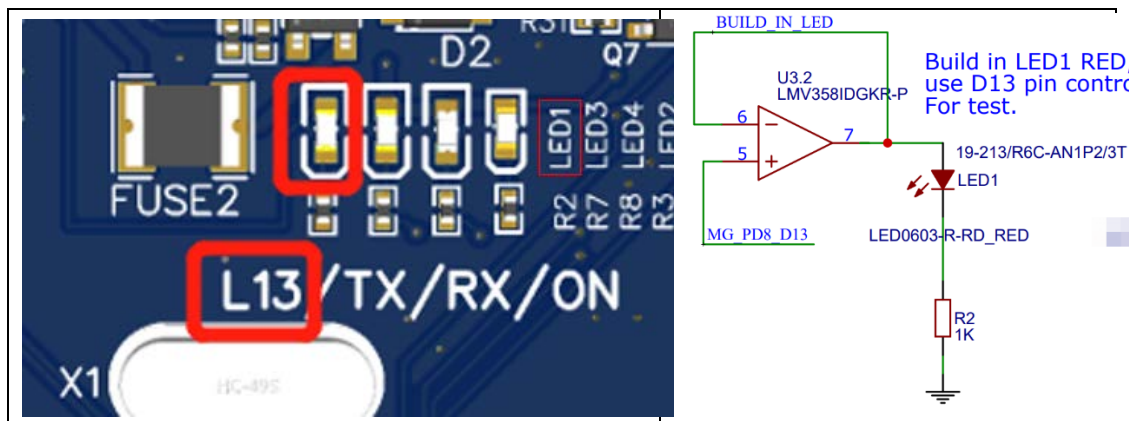 R31
D2
Q7
FUSE2
LED1
LED3
LED4
LED2
R2
R7
R8
R3
L13/TX/RX/ON
X1
HC-49S
BUILD_IN_LED
U3.2
LMV358IDGKR-P
Build in LED1 RED,
use D13 pin contro
For test.
6
7
5
19-213/R6C-AN1P2/3T
LED1
MG_PD8_D13
LED0603-R-RD_RED
R2
1K